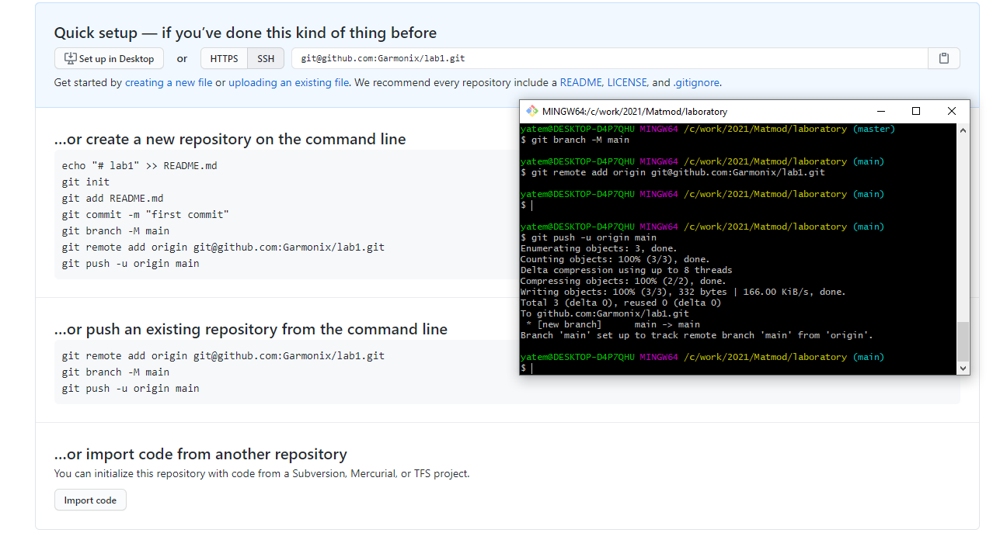 Quick setup — if you’ve done this kind of thing before
Set up in Desktop or HTTPS SSH git@github.com:Garmonix/lab1.git
Get started by creating a new file or uploading an existing file. We recommend every repository include a README, LICENSE, and .gitignore.
…or create a new repository on the command line
echo "# lab1" >> README.md
git init
git add README.md
git commit -m "first commit"
git branch -M main
git remote add origin git@github.com:Garmonix/lab1.git
git push -u origin main
…or push an existing repository from the command line
git remote add origin git@github.com:Garmonix/lab1.git
git branch -M main
git push -u origin main
…or import code from another repository
You can initialize this repository with code from a Subversion, Mercurial, or TFS project.
Import code
MINGW64:/c/work/2021/Matmod/laboratory
yatem@DESKTOP-D4P7QHU MINGW64 /c/work/2021/Matmod/laboratory (master)
$ git branch -M main
yatem@DESKTOP-D4P7QHU MINGW64 /c/work/2021/Matmod/laboratory (main)
$ git remote add origin git@github.com:Garmonix/lab1.git
yatem@DESKTOP-D4P7QHU MINGW64 /c/work/2021/Matmod/laboratory (main)
$
yatem@DESKTOP-D4P7QHU MINGW64 /c/work/2021/Matmod/laboratory (main)
$ git push -u origin main
Enumerating objects: 3, done.
Counting objects: 100% (3/3), done.
Delta compression using up to 8 threads
Compressing objects: 100% (2/2), done.
Writing objects: 100% (3/3), 332 bytes | 166.00 KiB/s, done.
Total 3 (delta 0), reused 0 (delta 0)
To github.com:Garmonix/lab1.git
* [new branch] main -> main
Branch 'main' set up to track remote branch 'main' from 'origin'.
yatem@DESKTOP-D4P7QHU MINGW64 /c/work/2021/Matmod/laboratory (main)
$